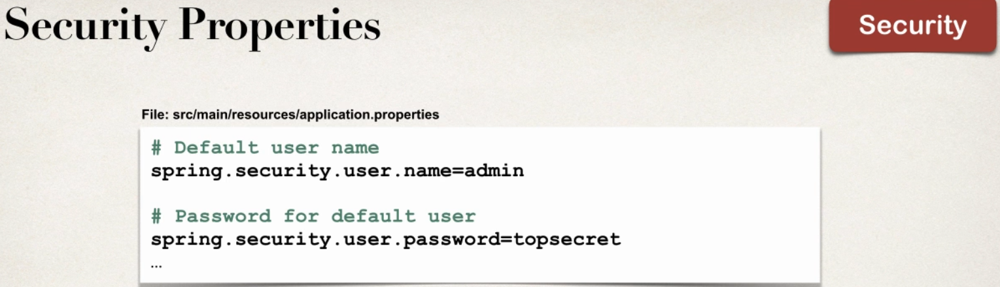 Security Properties
Security
File: src/main/resources/application.properties
# Default user name
spring.security.user.name=admin
# Password for default user
spring.security.user.password=topsecret
...